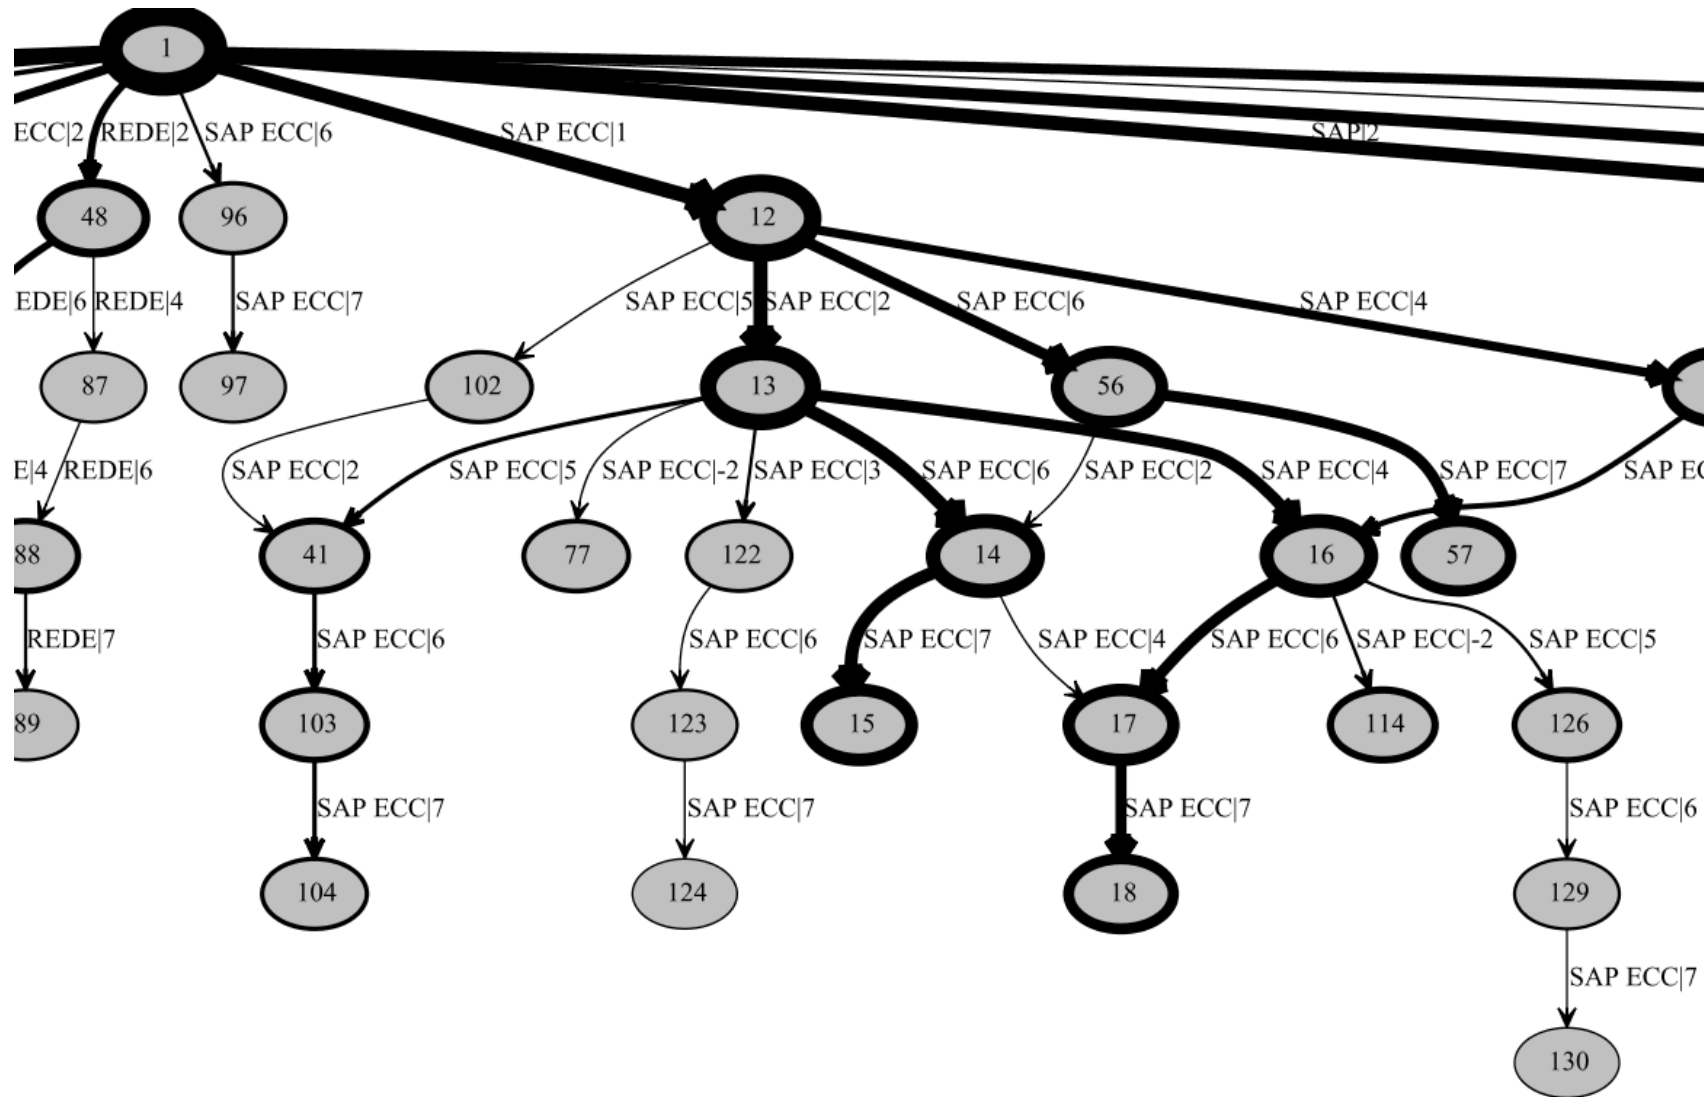 1
ECC|2 REDE|2 SAP ECC|6 SAP ECC|1 SAP|2
48 96 12
EDE|6 REDE|4 SAP ECC|7 SAP ECC|5 SAP ECC|2 SAP ECC|6 SAP ECC|4
87 97 102 13 56
E|4 REDE|6 SAP ECC|2 SAP ECC|5 SAP ECC|-2 SAP ECC|3 SAP ECC|6 SAP ECC|2 SAP ECC|4 SAP ECC|7 SAP EC
88 41 77 122 14 16 57
REDE|7 SAP ECC|6 SAP ECC|6 SAP ECC|7 SAP ECC|4 SAP ECC|6 SAP ECC|-2 SAP ECC|5
89 103 123 15 17 114 126
SAP ECC|7 SAP ECC|7 SAP ECC|7 SAP ECC|6
104 124 18 129
SAP ECC|7
130